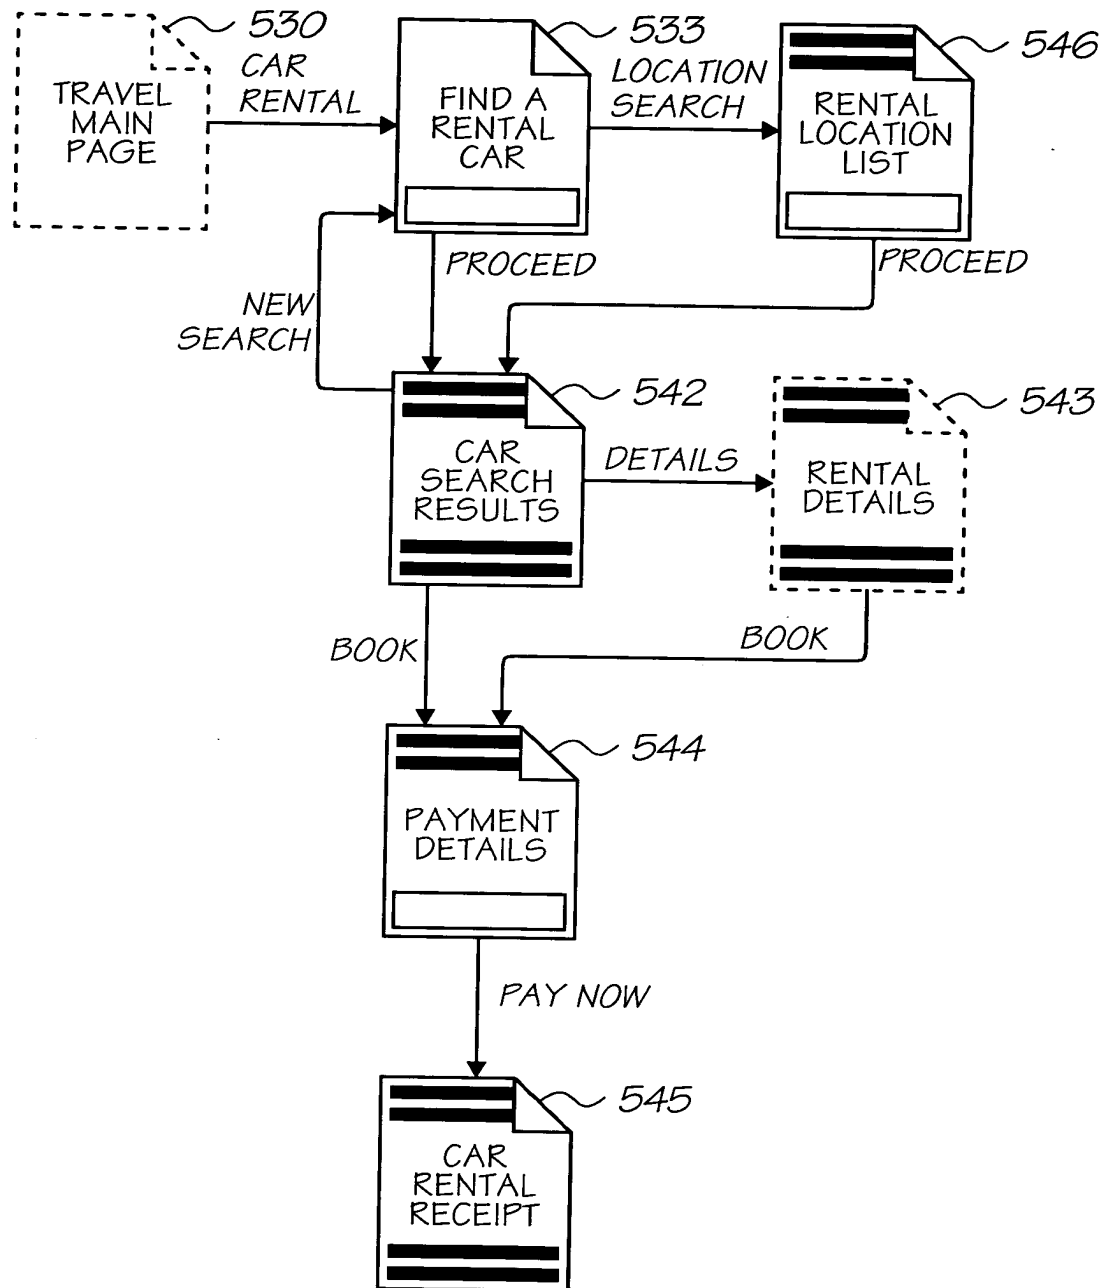 530
TRAVEL
MAIN
PAGE
CAR
RENTAL
533
FIND A
RENTAL
CAR
LOCATION
SEARCH
546
RENTAL
LOCATION
LIST
PROCEED
PROCEED
NEW
SEARCH
542
CAR
SEARCH
RESULTS
DETAILS
543
RENTAL
DETAILS
BOOK
BOOK
544
PAYMENT
DETAILS
PAY NOW
545
CAR
RENTAL
RECEIPT